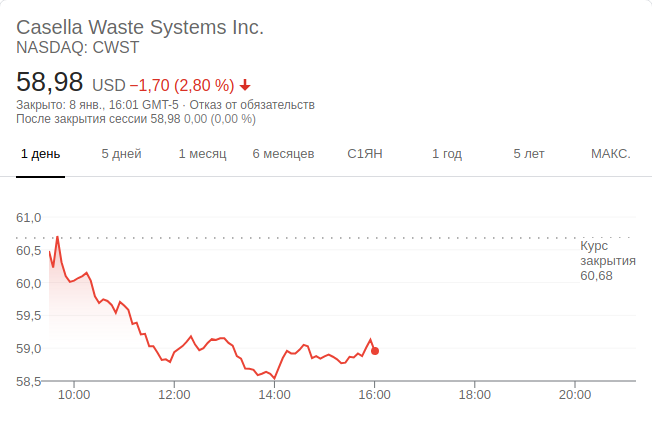 Casella Waste Systems Inc.
NASDAQ: CWST
58,98 USD −1,70 (2,80 %)
Закрыто: 8 янв., 16:01 GMT-5 · Отказ от обязательств
После закрытия сессии 58,98 0,00 (0,00 %)
1 день 5 дней 1 месяц 6 месяцев С1ЯН 1 год 5 лет МАКС.
61,0
60,5
60,0
59.5
59.0
58,5
Курс
закрытия
60,68
10:00 12:00 14:00 16:00 18:00 20:00